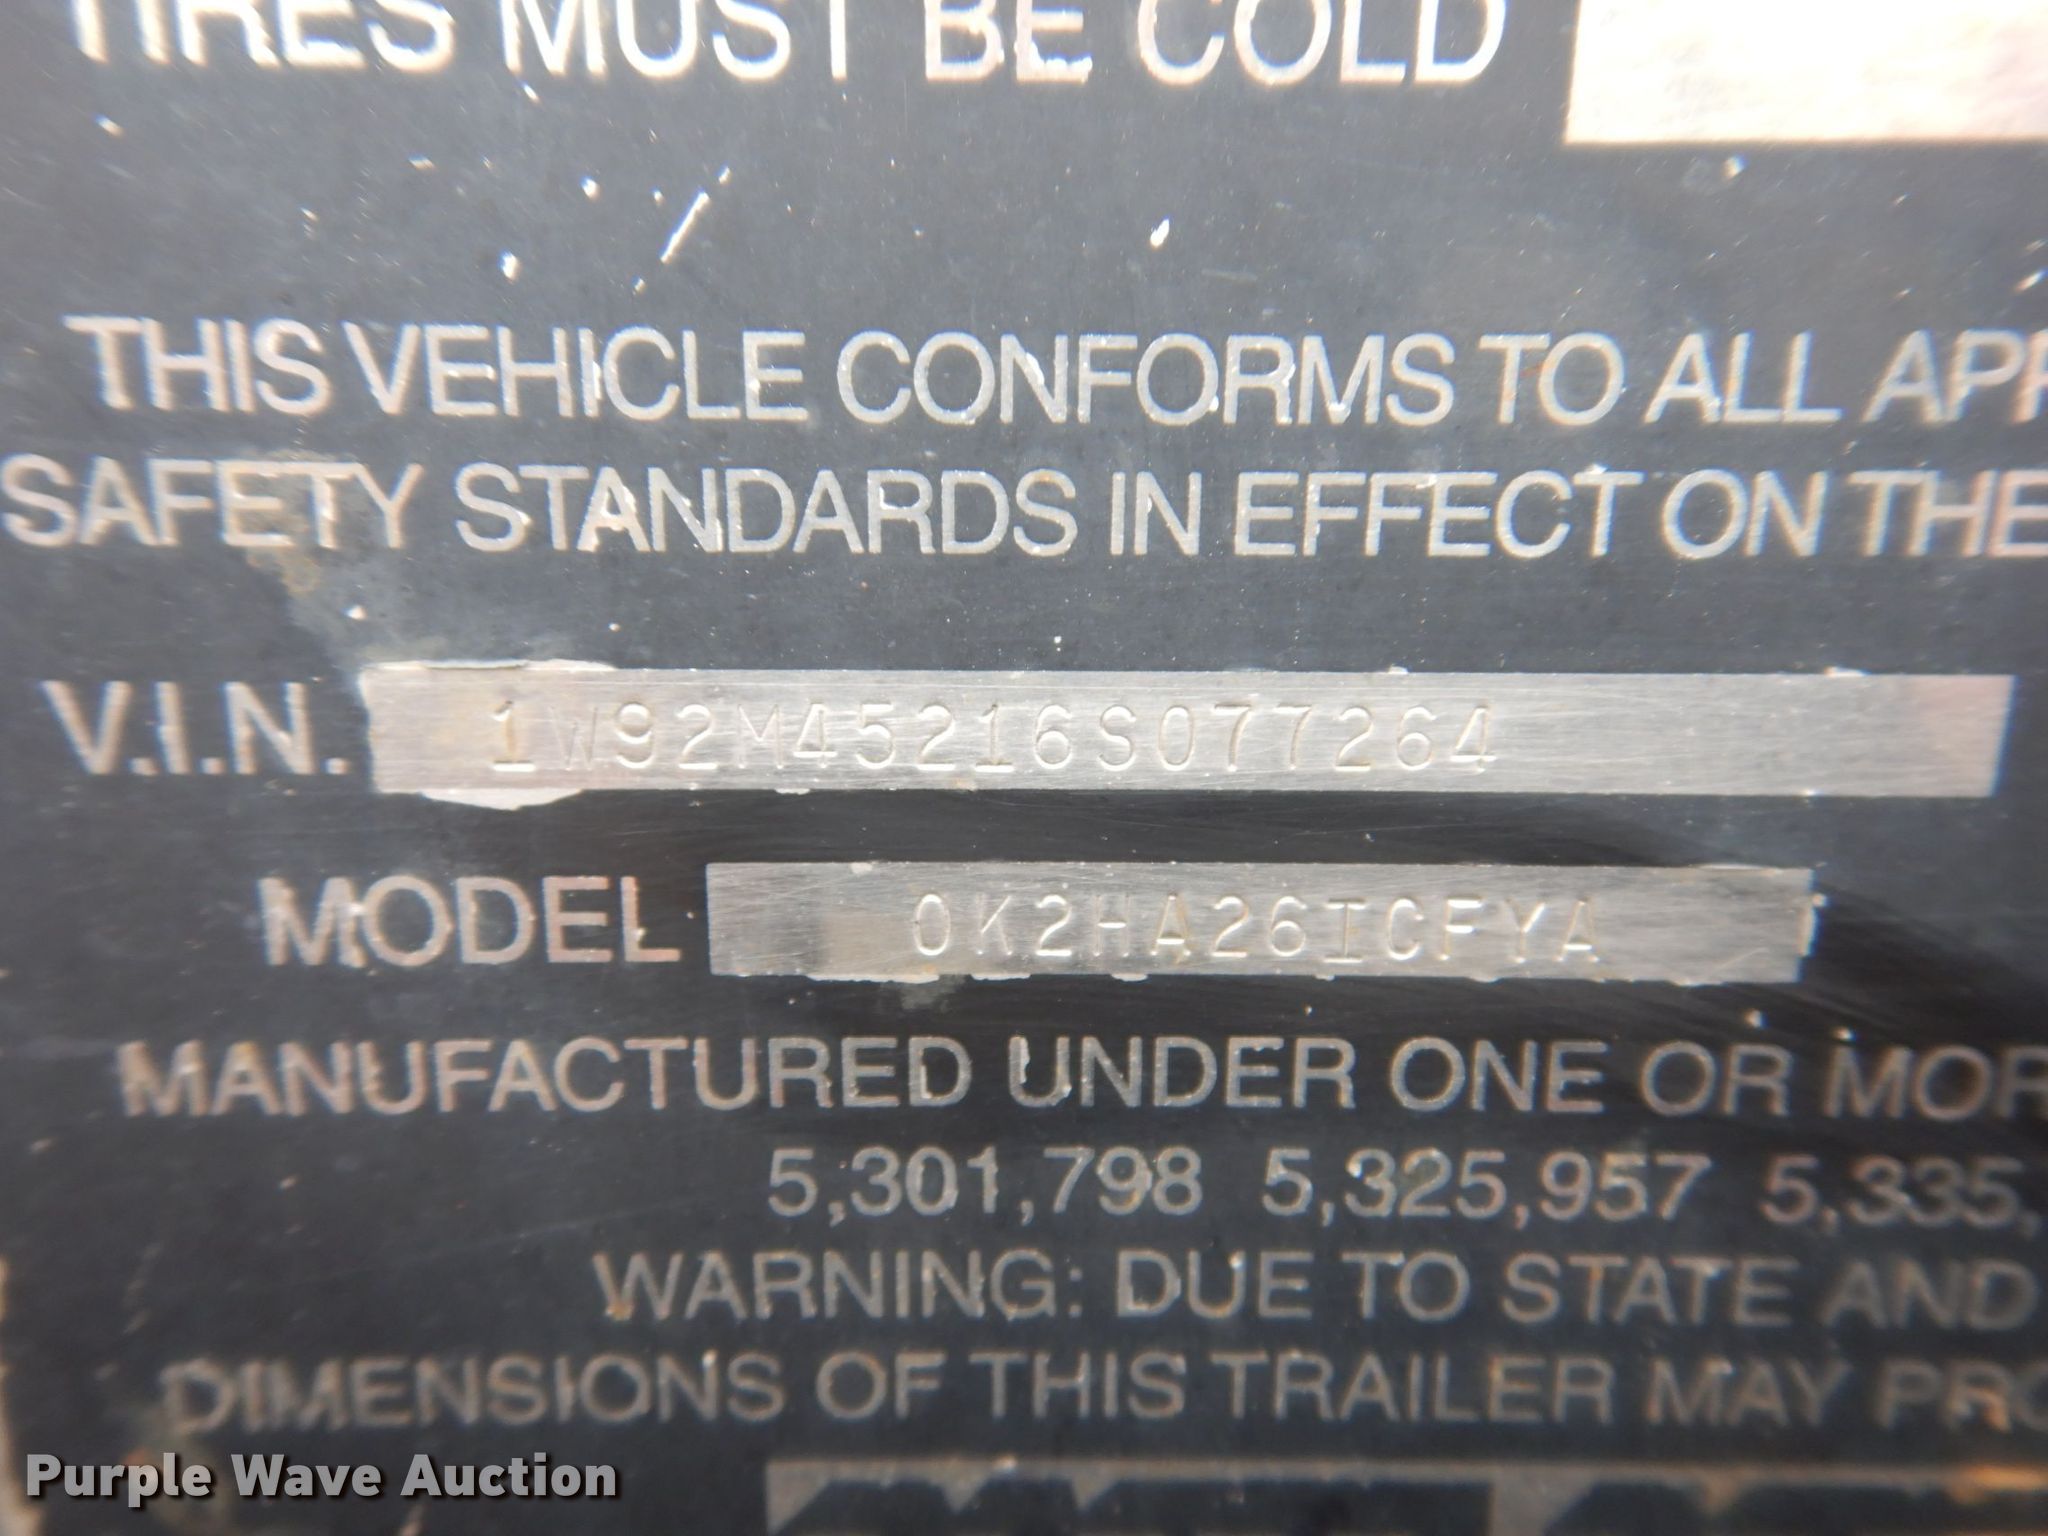 TIRES MUST BE COLD
THIS VEHICLE CONFORMS TO ALL APP
SAFETY STANDARDS IN EFFECT ON THE
V.I.N. 1W92M45216S077264
MODEL 0K2HA26ICFYA
MANUFACTURED UNDER ONE OR MOR
5,301,798 5,325,957 5,335,
WARNING: DUE TO STATE AND
DIMENSIONS OF THIS TRAILER MAY PRO
Purple Wave Auction